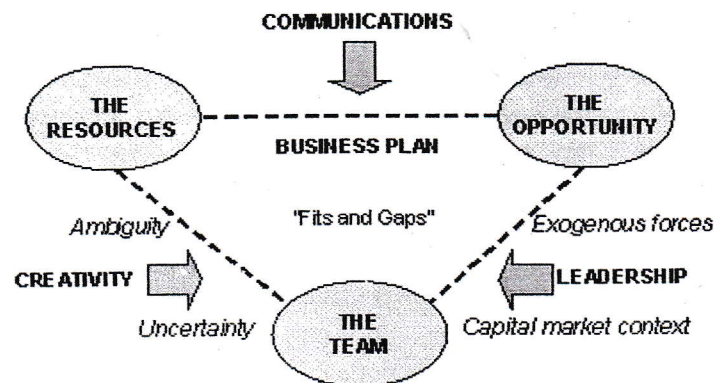 COMMUNICATIONS
THE
RESOURCES
THE
OPPORTUNITY
BUSINESS PLAN
Ambiguity
"Fits and Gaps"
Exogenous forces
CREATIVITY
LEADERSHIP
Uncertainty
THE
TEAM
Capital market context